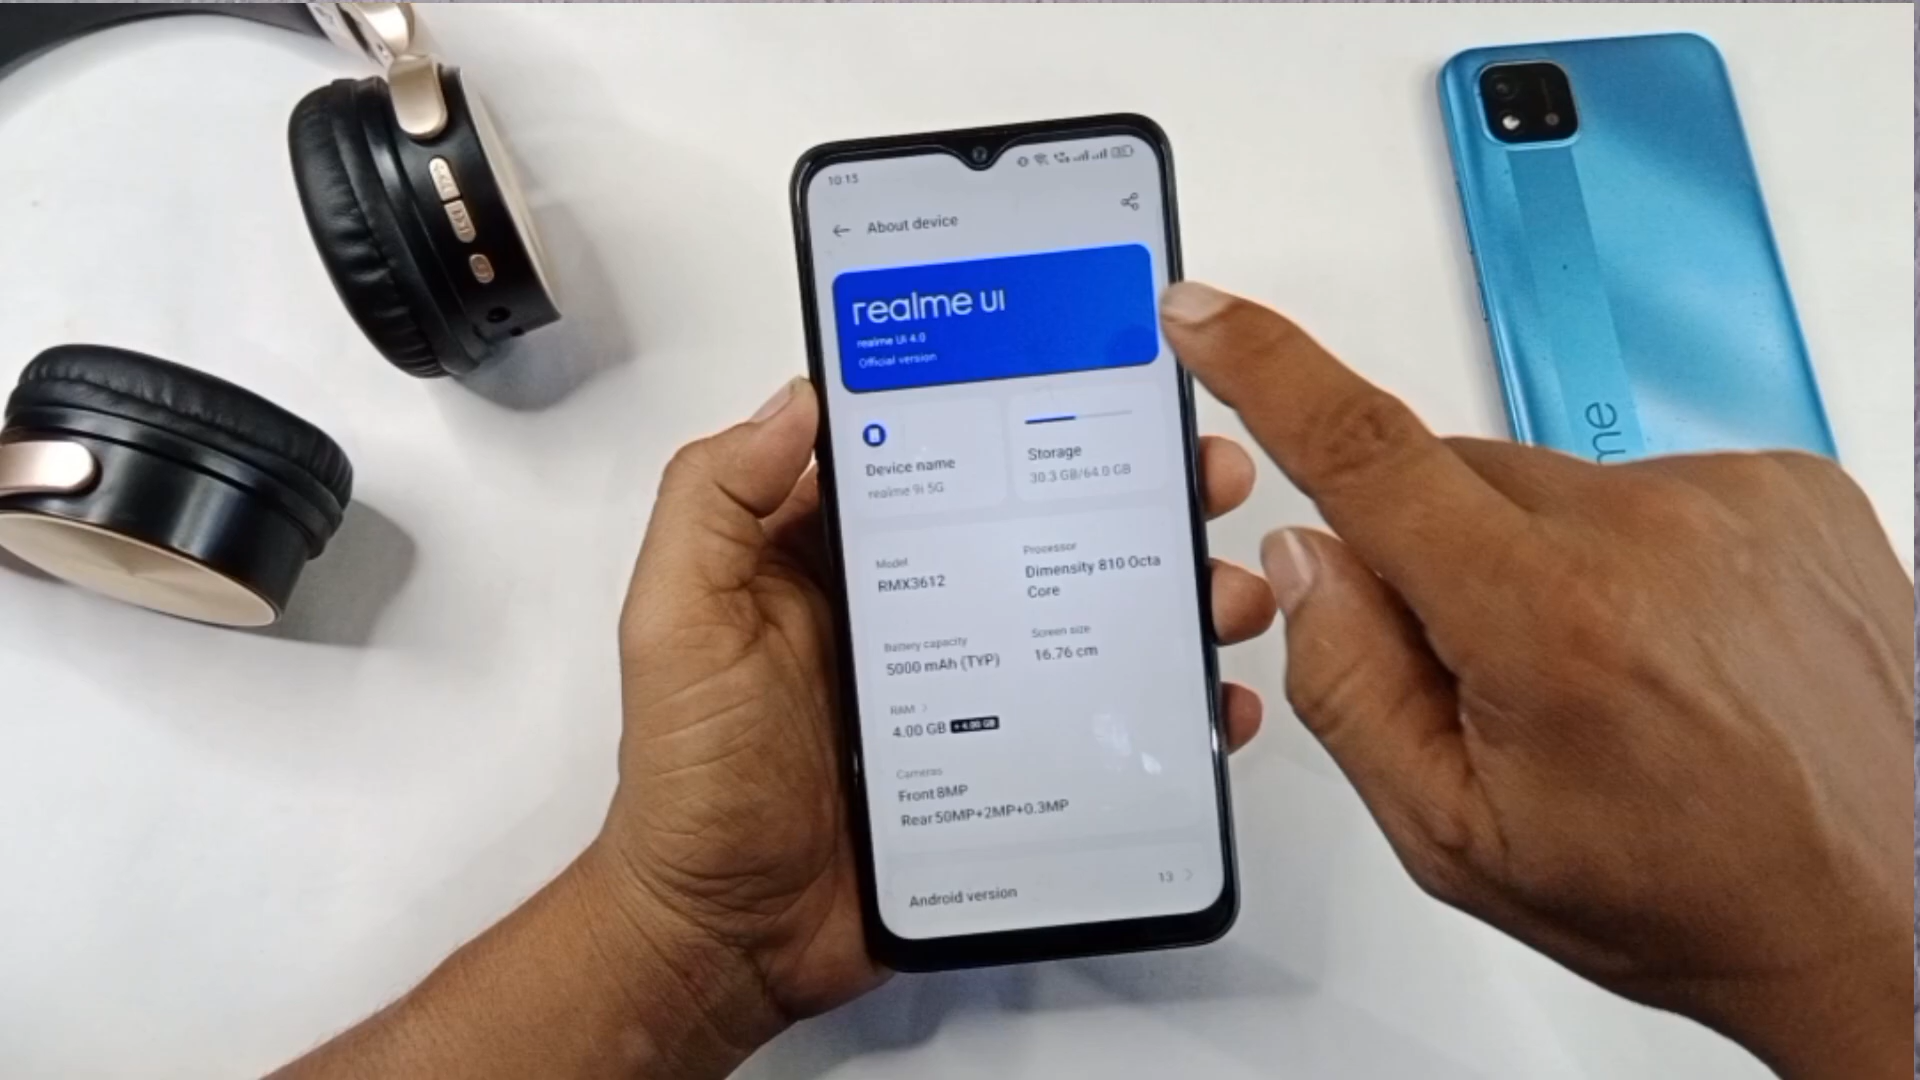 10:15
About device
realme UI
realme UI 4.0
Official version
Device name
realme 9i 5G
Storage
30.3 GB/64.0 GB
Model
RMX3612
Processor
Dimensity 810 Octa
Core
Battery capacity
5000 mAh (TYP)
Screen size
16.76 cm
RAM
4.00 GB + 4.00 GB
Cameras
Front 8MP
Rear 50MP+2MP+0.3MP
Android version
13
me